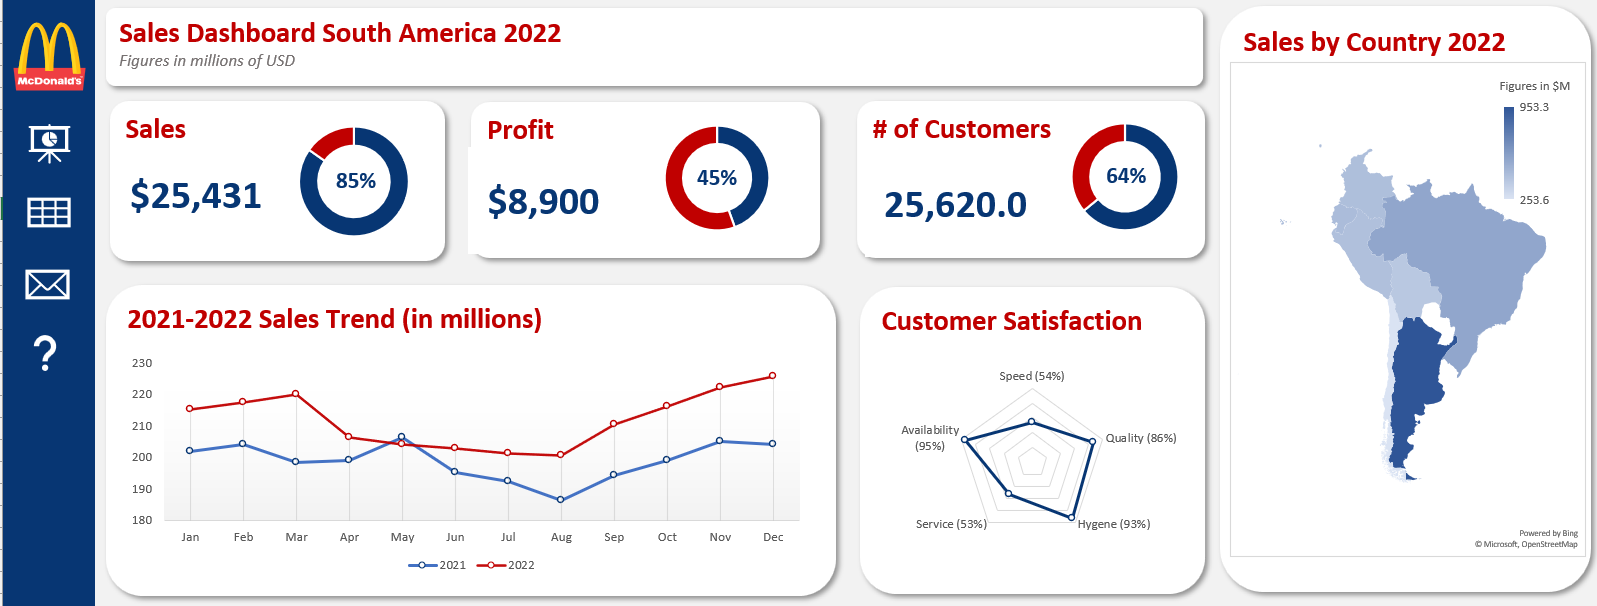 McDonald's
Sales Dashboard South America 2022
Figures in millions of USD
Sales
$25,431
85%
Profit
$8,900
45%
# of Customers
25,620.0
64%
2021-2022 Sales Trend (in millions)
230
220
210
200
190
180
Jan Feb Mar Apr May Jun Jul Aug Sep Oct Nov Dec
2021 2022
Customer Satisfaction
Speed (54%)
Availability
(95%)
Quality (86%)
Service (53%)
Hygene (93%)
Sales by Country 2022
Figures in $M
953.3
253.6
Powered by Bing
© Microsoft, OpenStreetMap
?